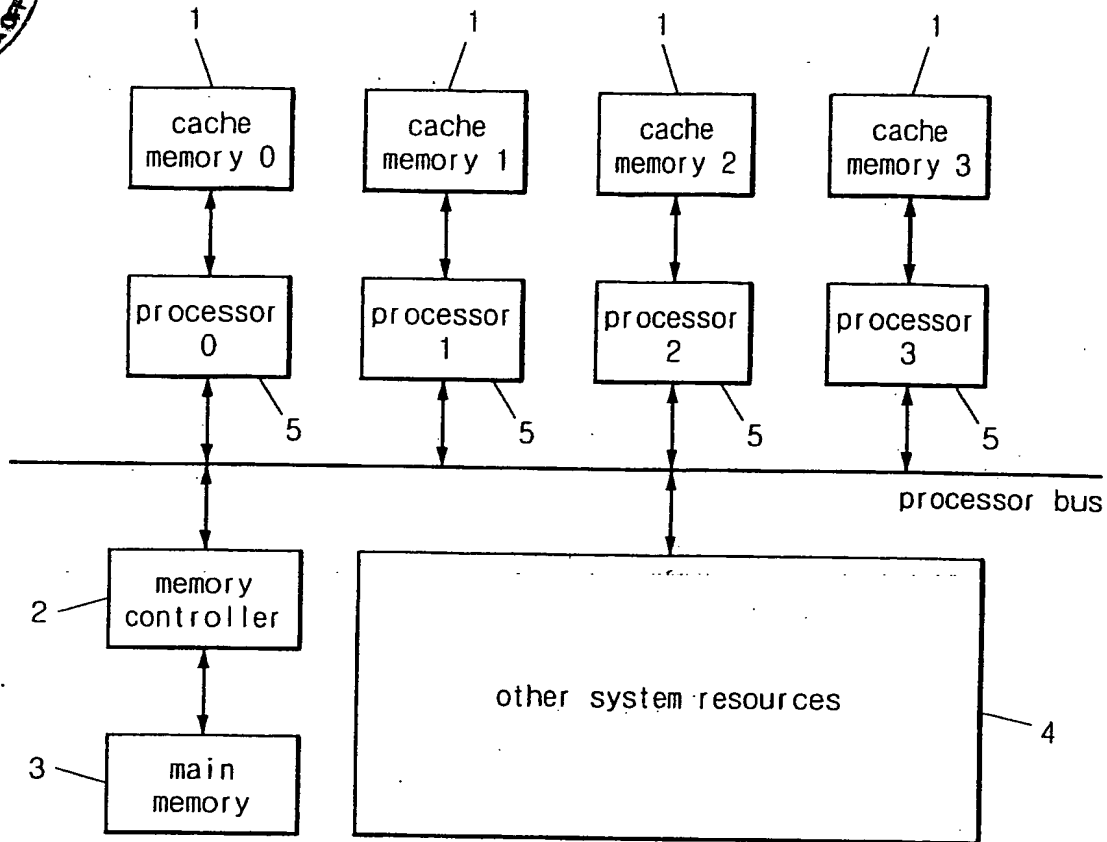 1
1
1
1
cache
memory 0
cache
memory 1
cache
memory 2
cache
memory 3
processor
0
processor
1
processor
2
processor
3
5
5
5
5
processor bus
memory
controller
2
other system resources
4
main
memory
3